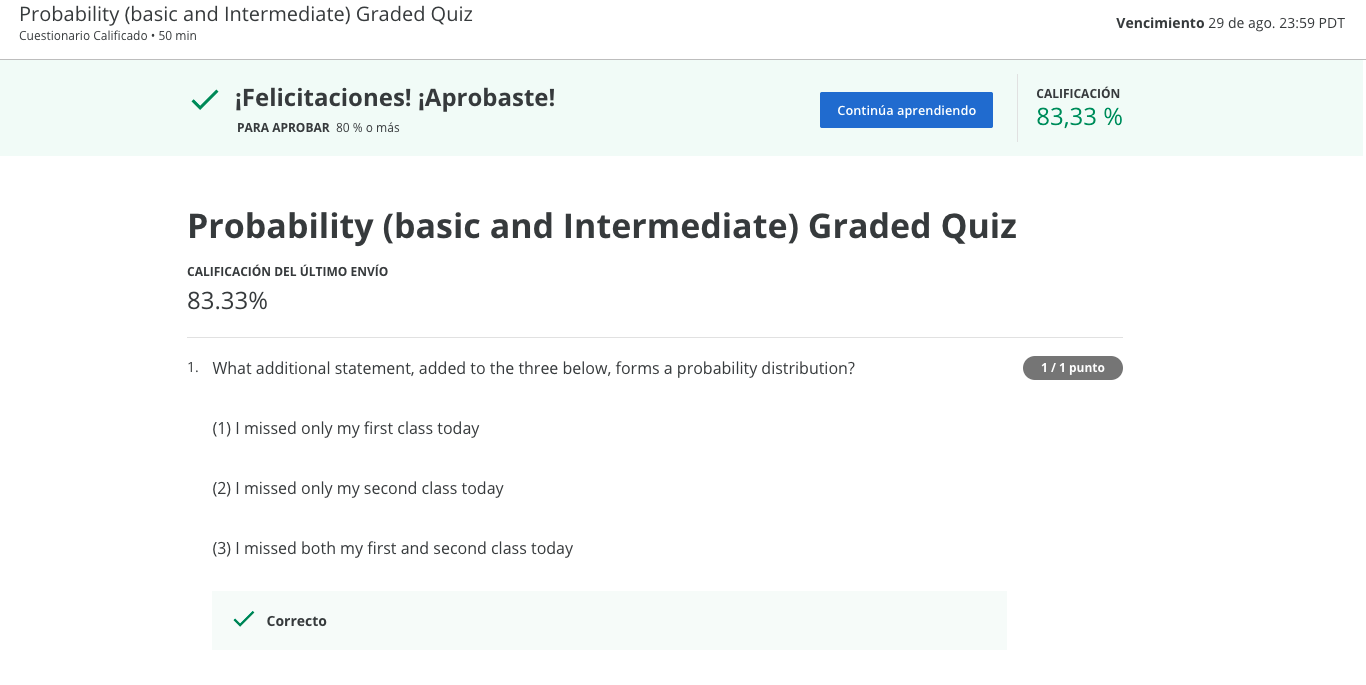 Probability (basic and Intermediate) Graded Quiz
Cuestionario Calificado • 50 min
Vencimiento 29 de ago. 23:59 PDT
¡Felicitaciones! ¡Aprobaste!
PARA APROBAR 80 % o más
Continúa aprendiendo
CALIFICACIÓN
83,33 %
Probability (basic and Intermediate) Graded Quiz
CALIFICACIÓN DEL ÚLTIMO ENVÍO
83.33%
1. What additional statement, added to the three below, forms a probability distribution?
1 / 1 punto
(1) I missed only my first class today
(2) I missed only my second class today
(3) I missed both my first and second class today
Correcto